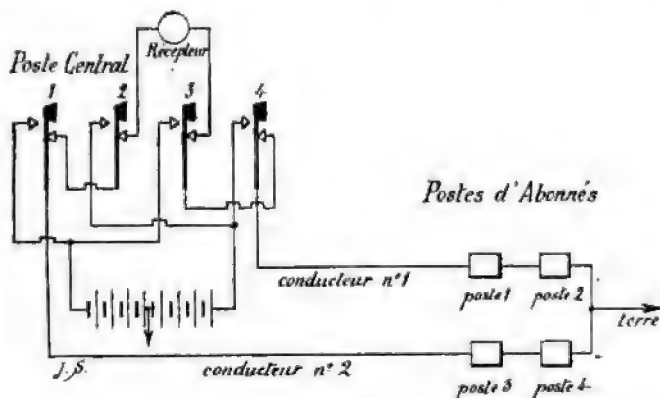 Récepteur
Poste Central
1 2 3 4
Postes d'Abonnés
conducteur n°1
poste 1 poste 2
terre
J.S.
conducteur n° 2
poste 3 poste 4